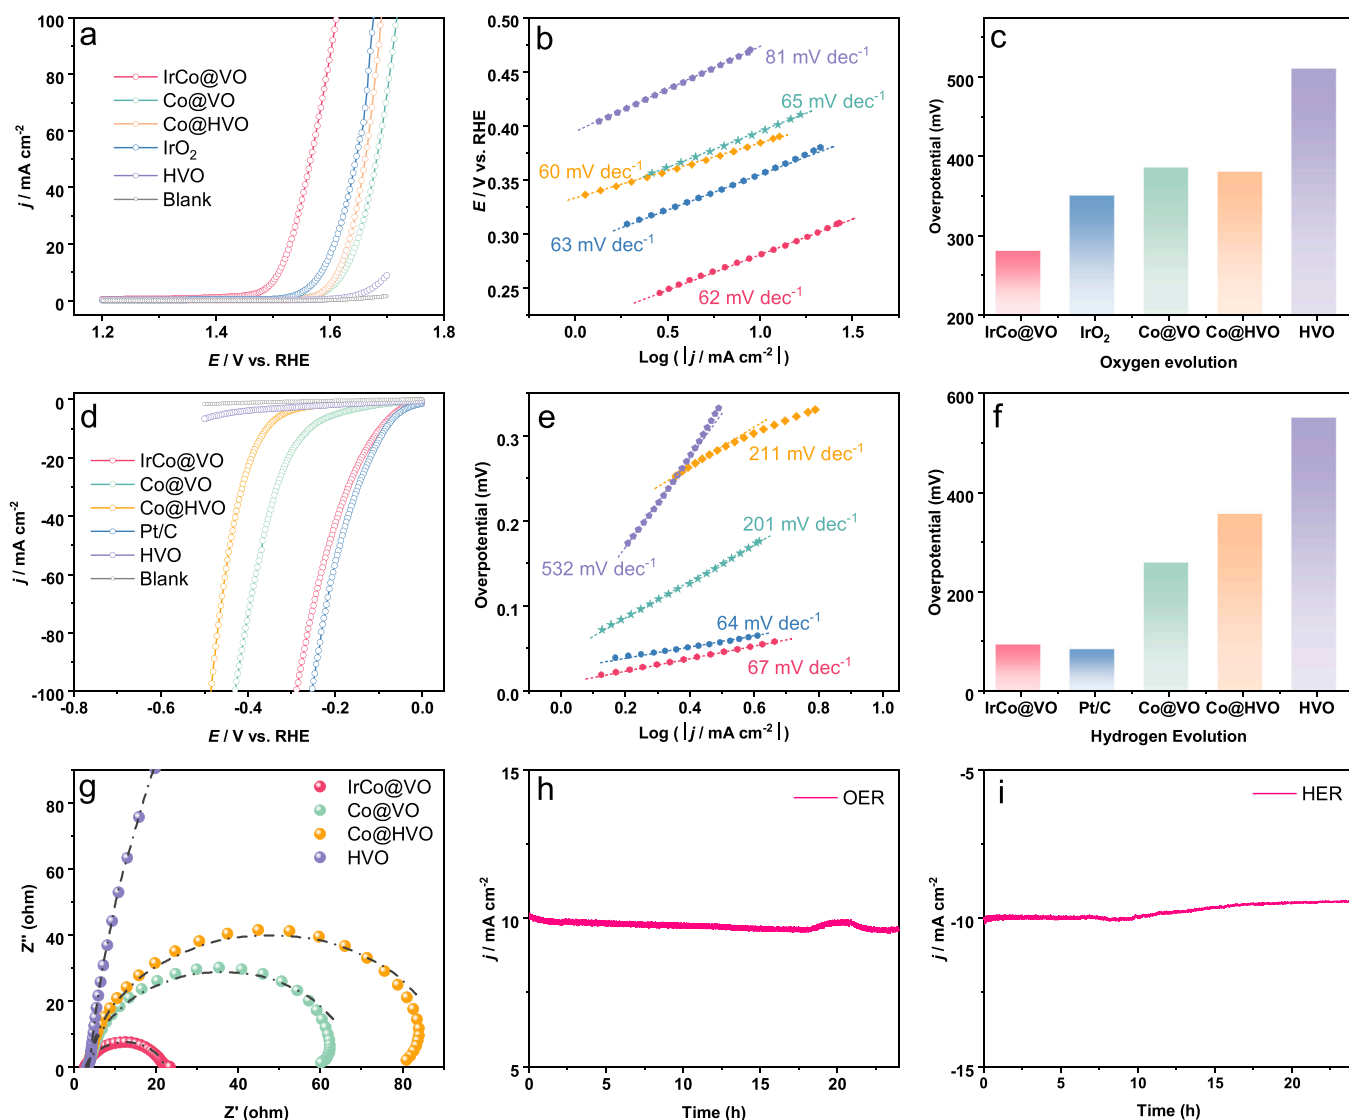 a
100
80
60
40
20
0
j / mA cm-2
IrCo@VO
Co@VO
Co@HVO
IrO2
HVO
Blank
1.2
1.4
1.6
1.8
E / V vs. RHE
b
0.50
0.45
0.40
0.35
0.30
0.25
E / V vs. RHE
81 mV dec-1
65 mV dec-1
60 mV dec-1
63 mV dec-1
62 mV dec-1
0.0
0.5
1.0
1.5
Log (|j / mA cm-2|)
c
500
400
300
200
Overpotential (mV)
IrCo@VO
IrO2
Co@VO
Co@HVO
HVO
Oxygen evolution
d
0
-20
-40
-60
-80
-100
j / mA cm-2
IrCo@VO
Co@VO
Co@HVO
Pt/C
HVO
Blank
-0.8
-0.6
-0.4
-0.2
0.0
E / V vs. RHE
e
0.3
0.2
0.1
0.0
Overpotential (mV)
211 mV dec-1
201 mV dec-1
532 mV dec-1
64 mV dec-1
67 mV dec-1
0.0
0.2
0.4
0.6
0.8
1.0
Log (|j / mA cm-2|)
f
600
400
200
0
Overpotential (mV)
IrCo@VO
Pt/C
Co@VO
Co@HVO
HVO
Hydrogen Evolution
g
80
60
40
20
0
Z" (ohm)
IrCo@VO
Co@VO
Co@HVO
HVO
0
20
40
60
80
Z' (ohm)
h
15
10
5
j / mA cm-2
OER
0
5
10
15
20
Time (h)
i
-5
-10
-15
j / mA cm-2
HER
0
5
10
15
20
Time (h)